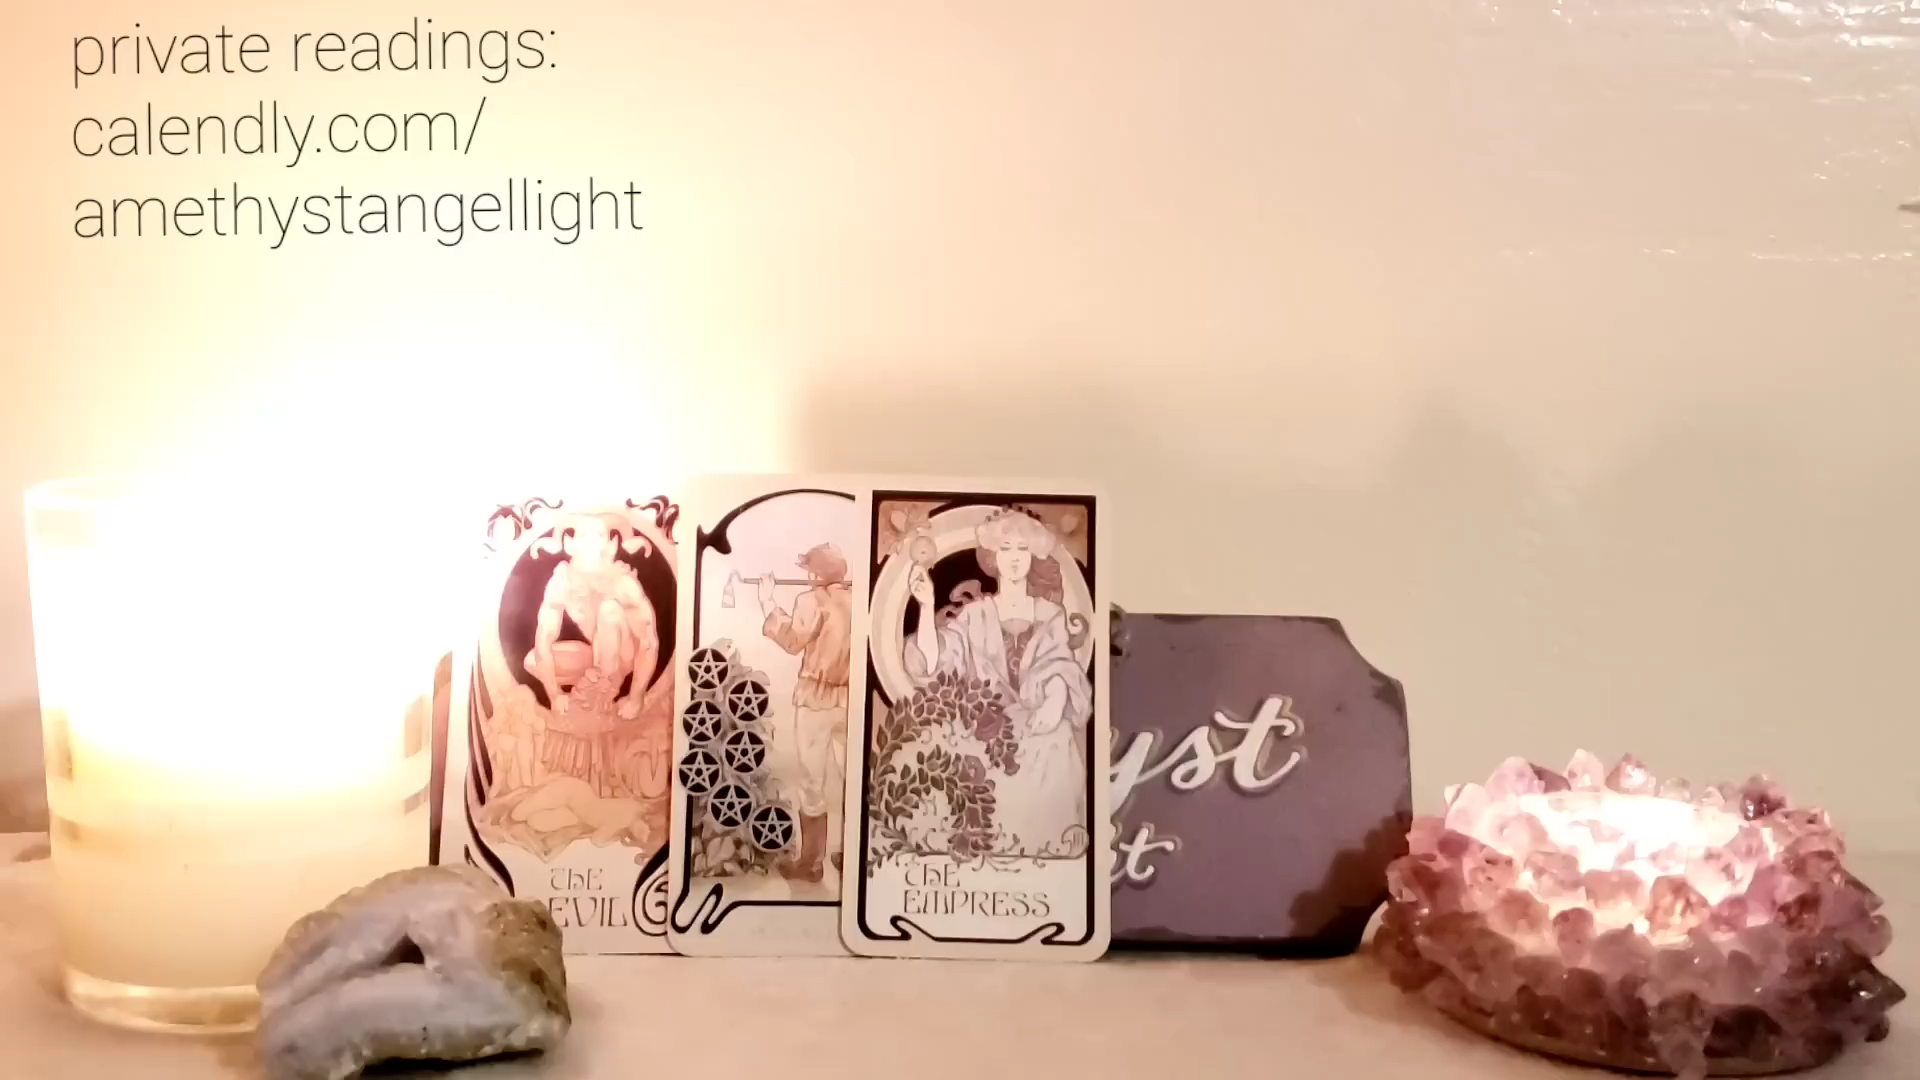 private readings:
calendly.com/
amethystangellight
THE
EVIL
THE
EMPRESS
yst
t